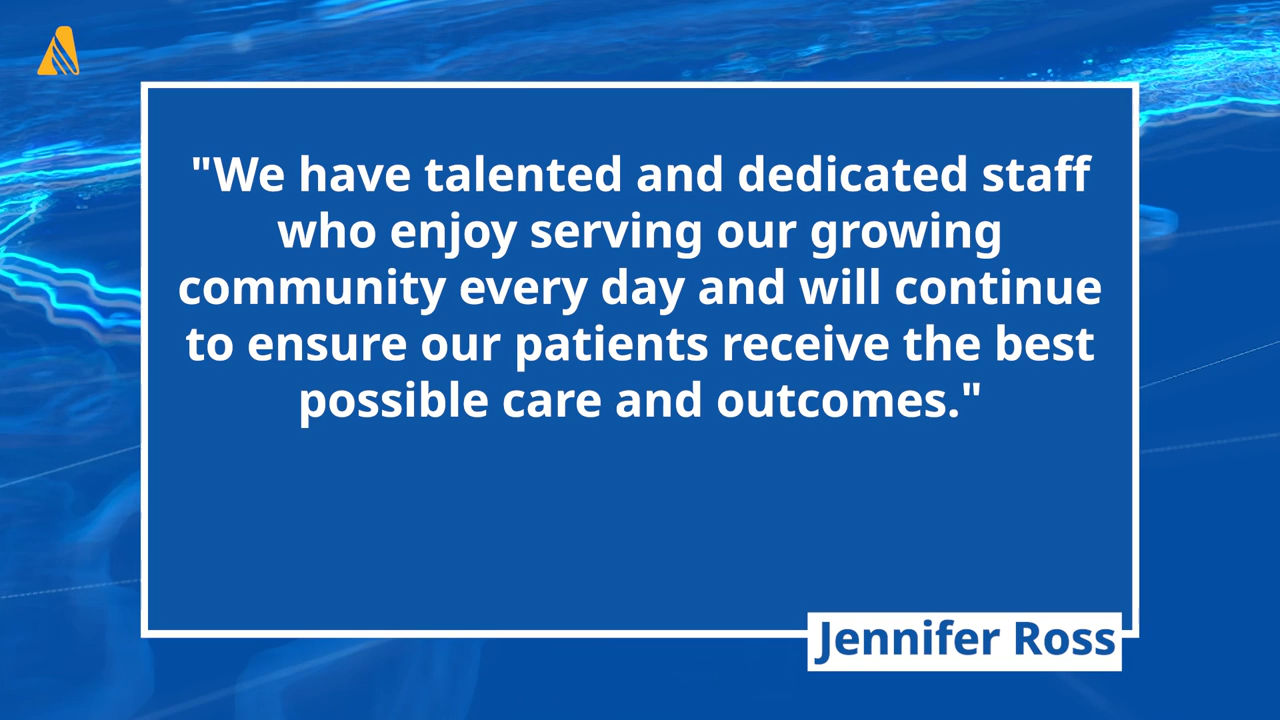 "We have talented and dedicated staff
who enjoy serving our growing
community every day and will continue
to ensure our patients receive the best
possible care and outcomes."
Jennifer Ross